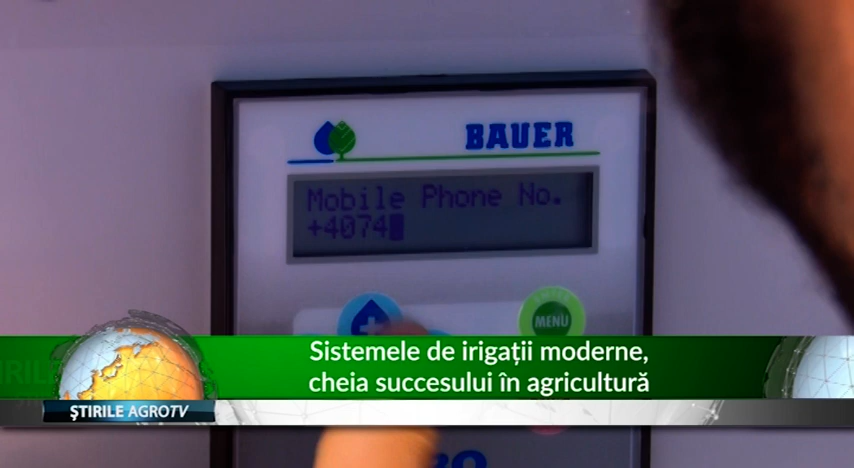 BAUER
Mobile Phone No.
+4074
MENU
Sistemele de irigații moderne,
cheia succesului în agricultură
ȘTIRILE AGROTV